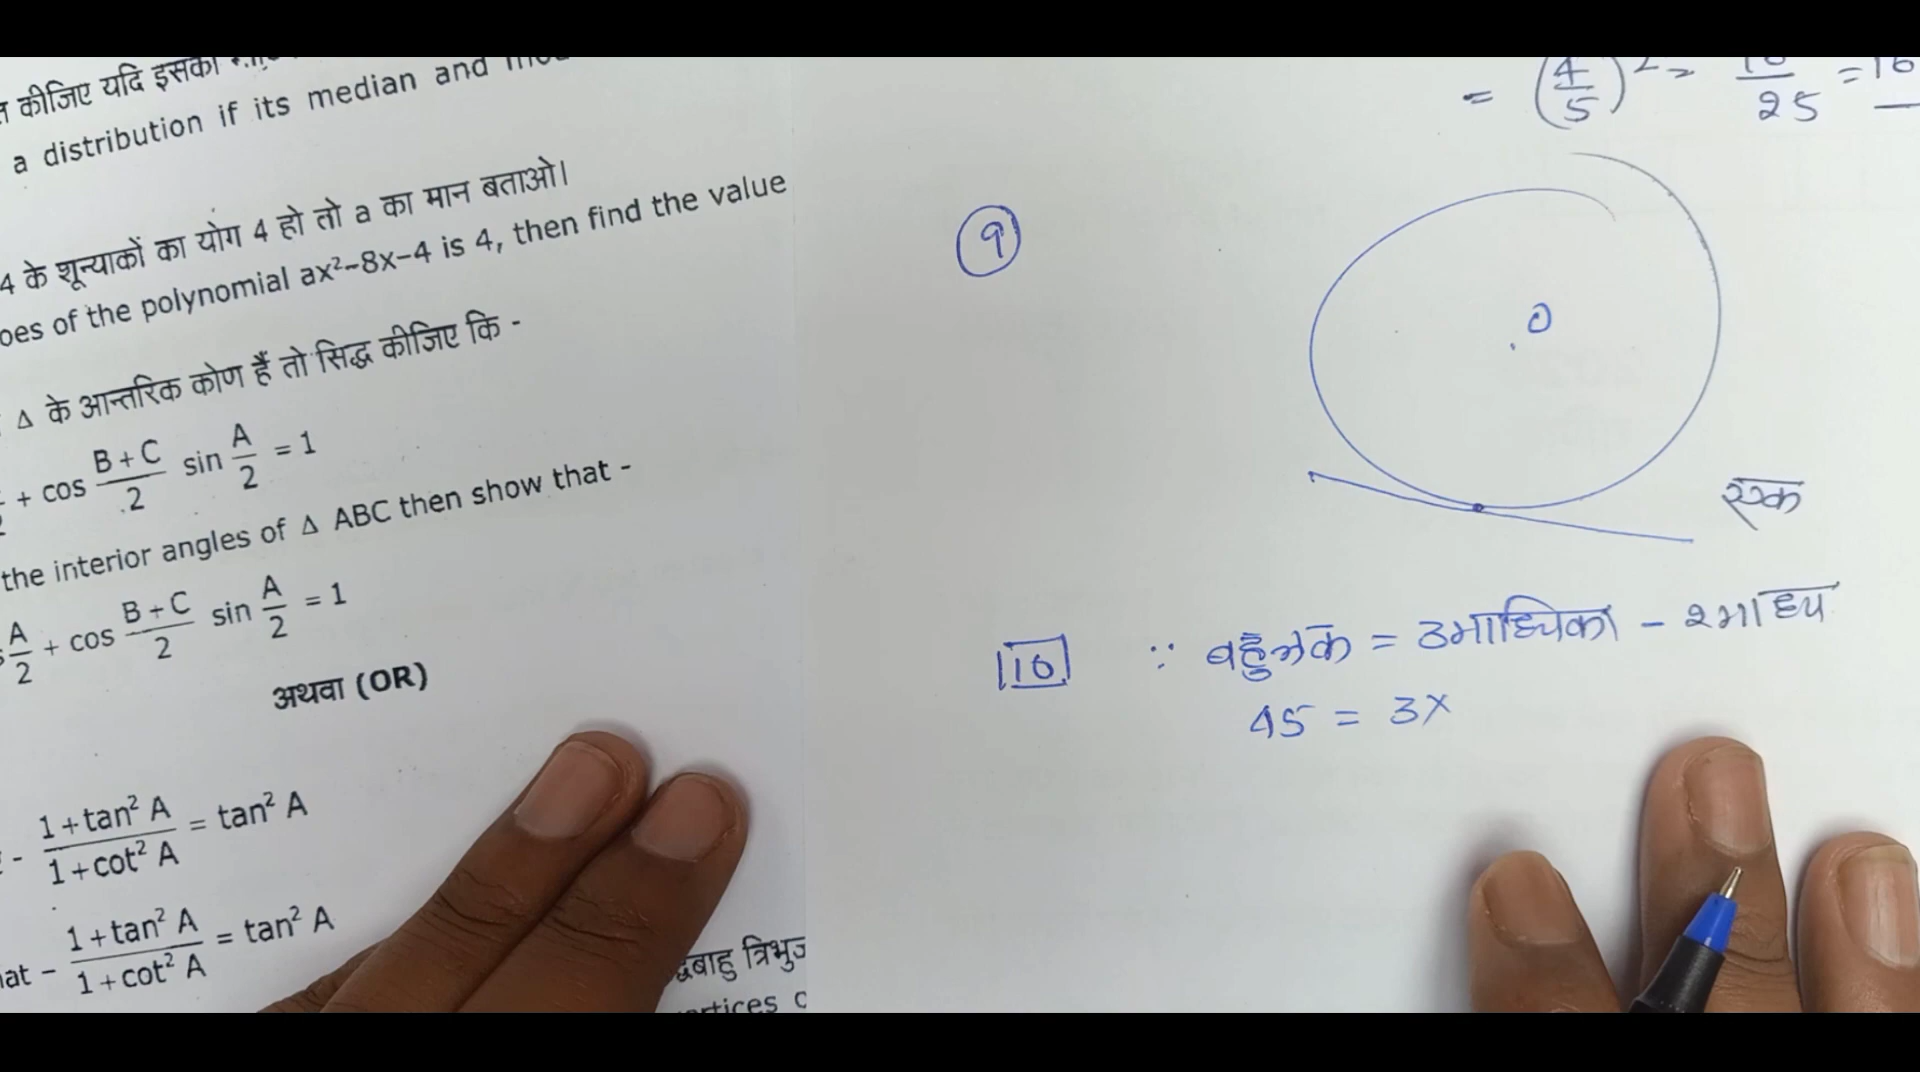 कीजिए यदि इसका
a distribution if its median and
4 के शून्याकों का योग 4 हो तो a का मान बताओ।
oes of the polynomial ax²-8x-4 is 4, then find the value
Δ के आन्तरिक कोण हैं तो सिद्ध कीजिए कि -
+ cos (B+C)/2 sin A/2 = 1
the interior angles of Δ ABC then show that -
A/2 + cos (B+C)/2 sin A/2 = 1
अथवा (OR)
- (1+tan² A)/(1+cot² A) = tan² A
at - (1+tan² A)/(1+cot² A) = tan² A
द्धबाहु त्रिभुज
rtices
= (4/5)² = 16/25 = 16
9
O
एक
10 ∵ बहुलक = 3माध्यिका - 2माध्य
45 = 3x